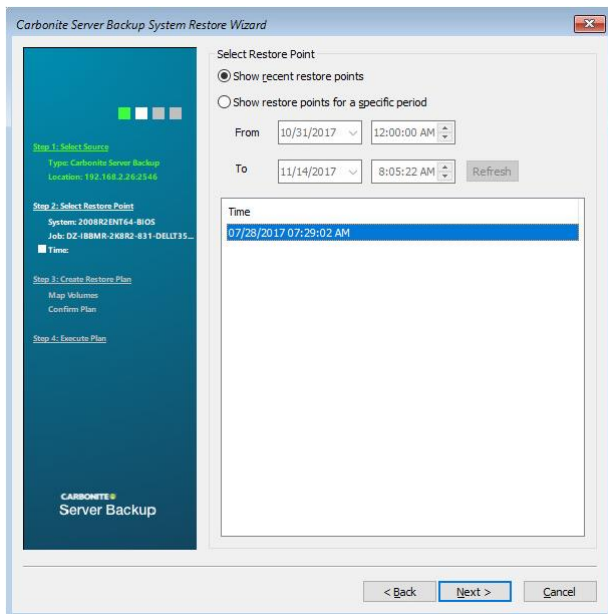 Carbonite Server Backup System Restore Wizard
Step 1: Select Source
Type: Carbonite Server Backup
Location: 192.168.2.26:2546
Step 2: Select Restore Point
System: 2008R2ENT64-BIOS
Job: DZ-IBBMR-2K8R2-831-DELLT35...
Time:
Step 3: Create Restore Plan
Map Volumes
Confirm Plan
Step 4: Execute Plan
CARBONITE
Server Backup
Select Restore Point
Show recent restore points
Show restore points for a specific period
From 10/31/2017 12:00:00 AM
To 11/14/2017 8:05:22 AM Refresh
Time
07/28/2017 07:29:02 AM
< Back Next > Cancel